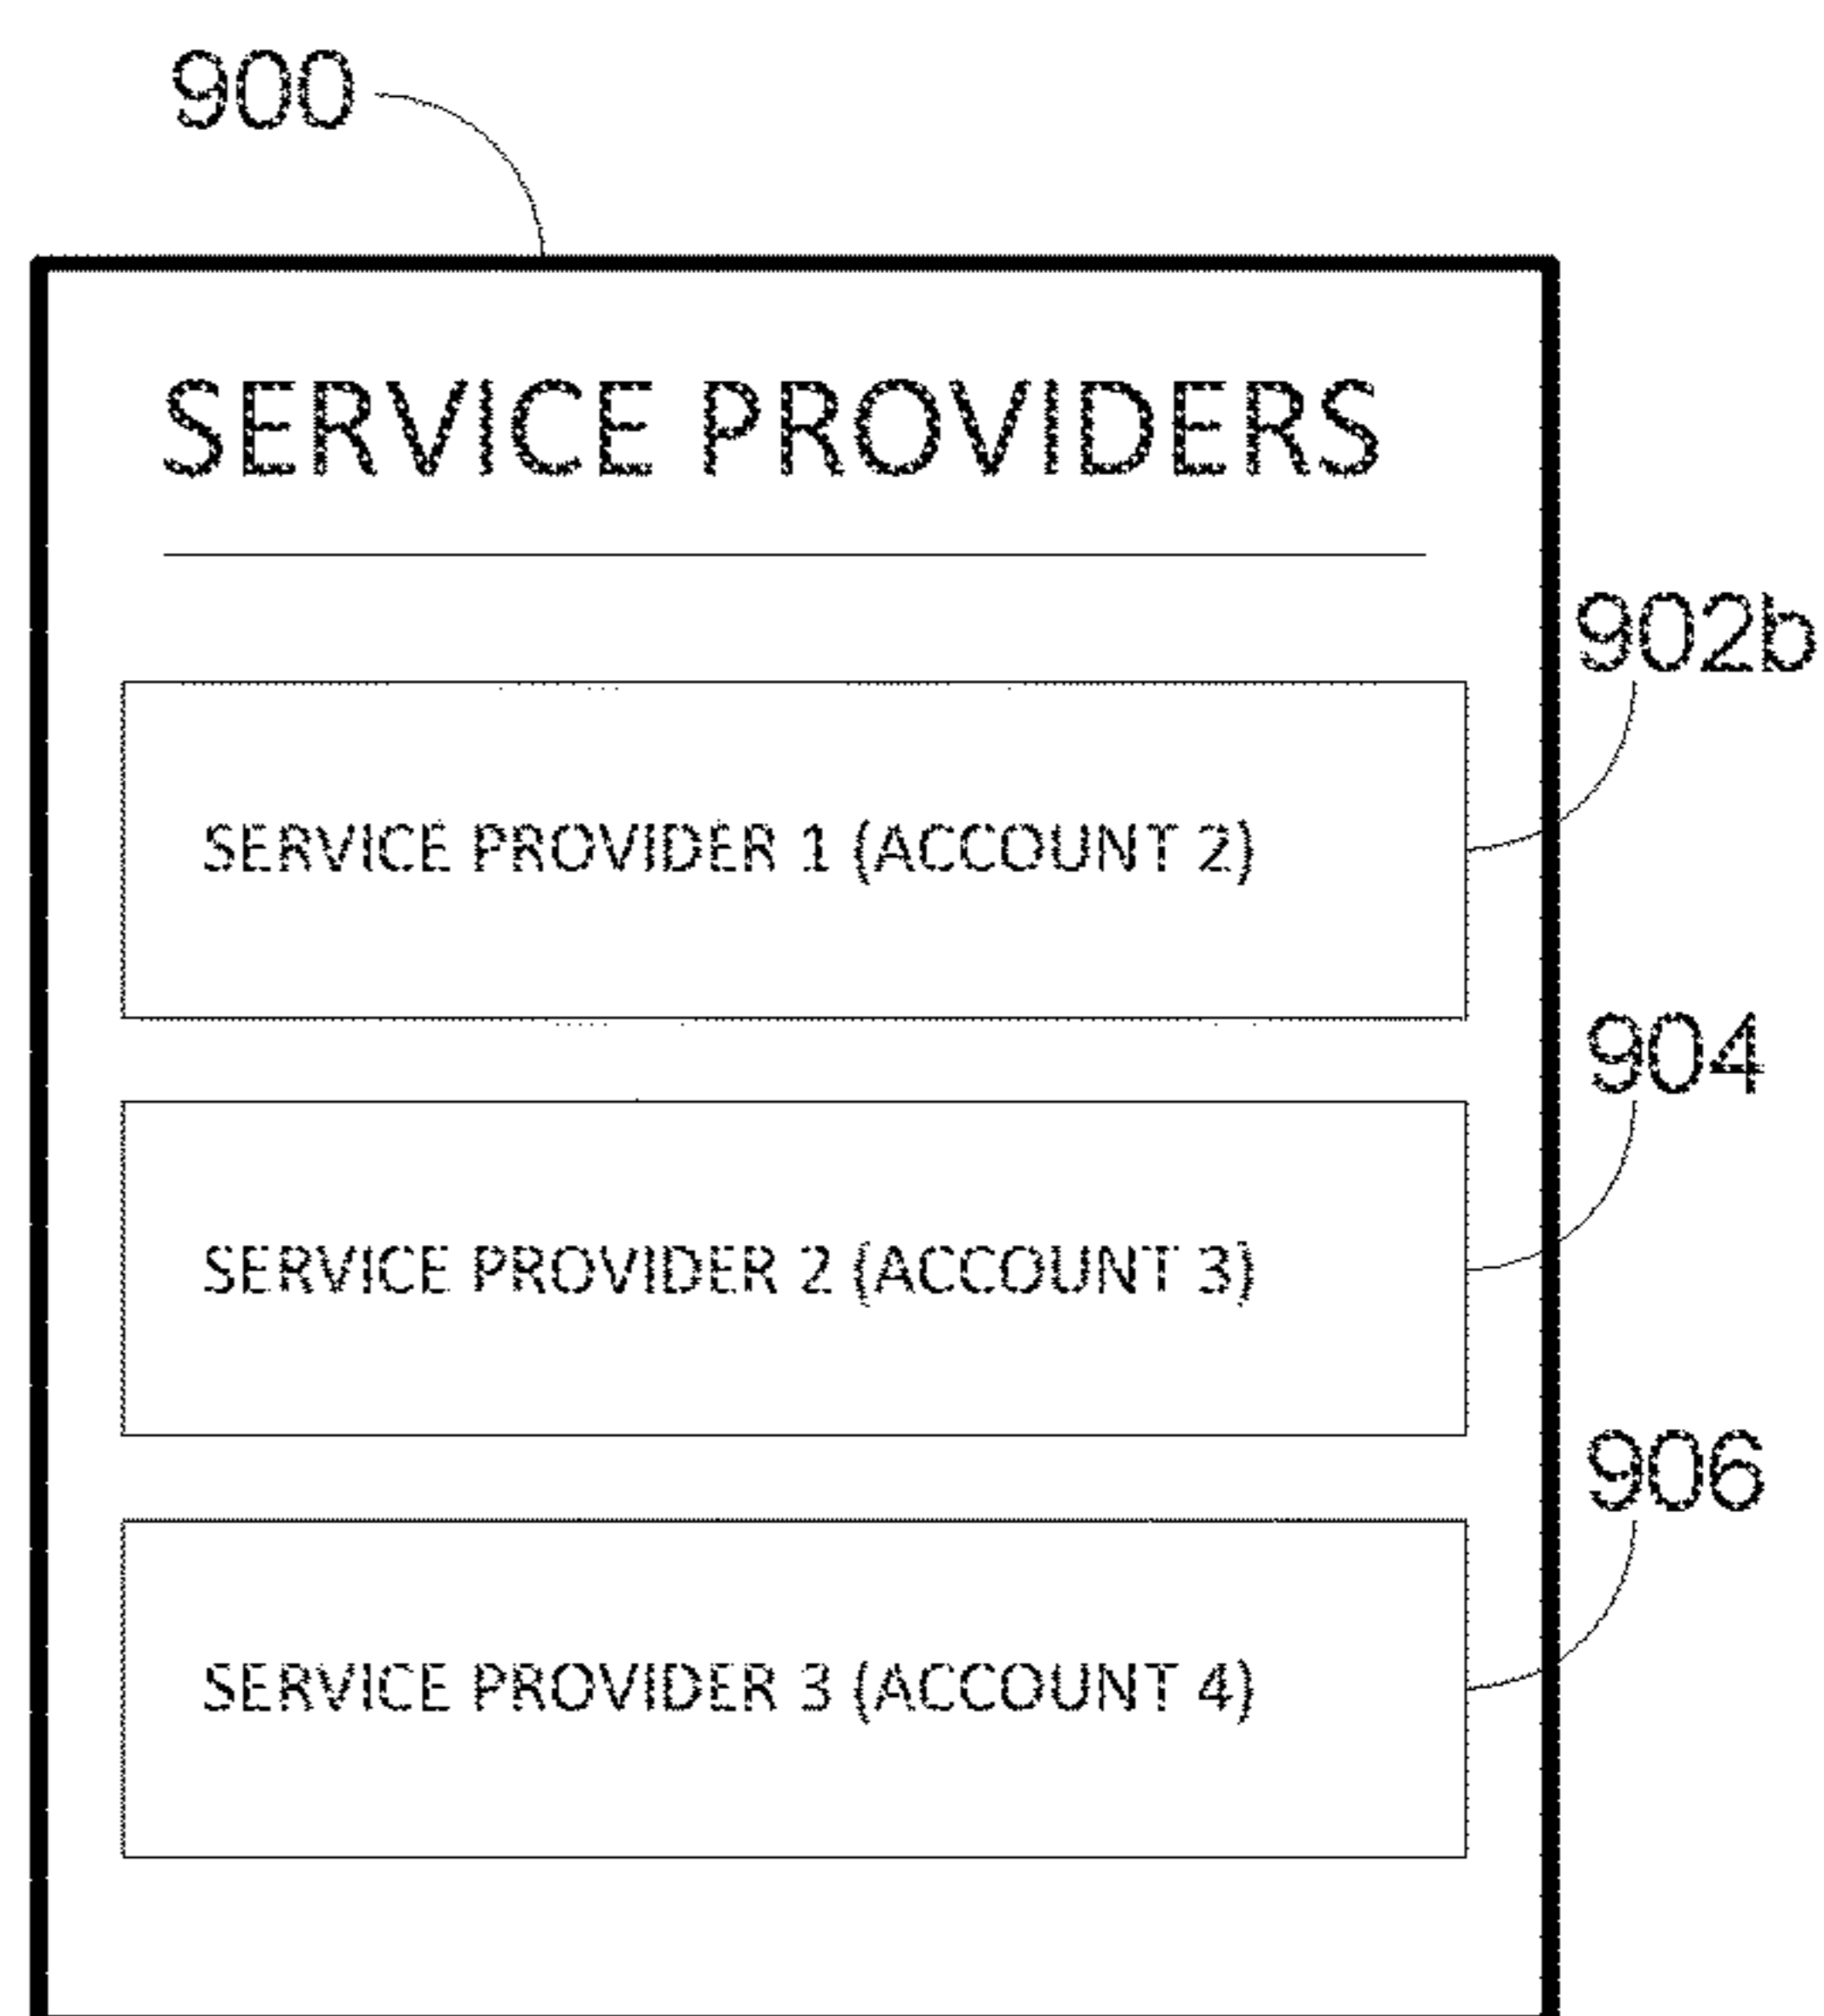 900
SERVICE PROVIDERS
902b
SERVICE PROVIDER 1 (ACCOUNT 2)
904
SERVICE PROVIDER 2 (ACCOUNT 3)
906
SERVICE PROVIDER 3 (ACCOUNT 4)